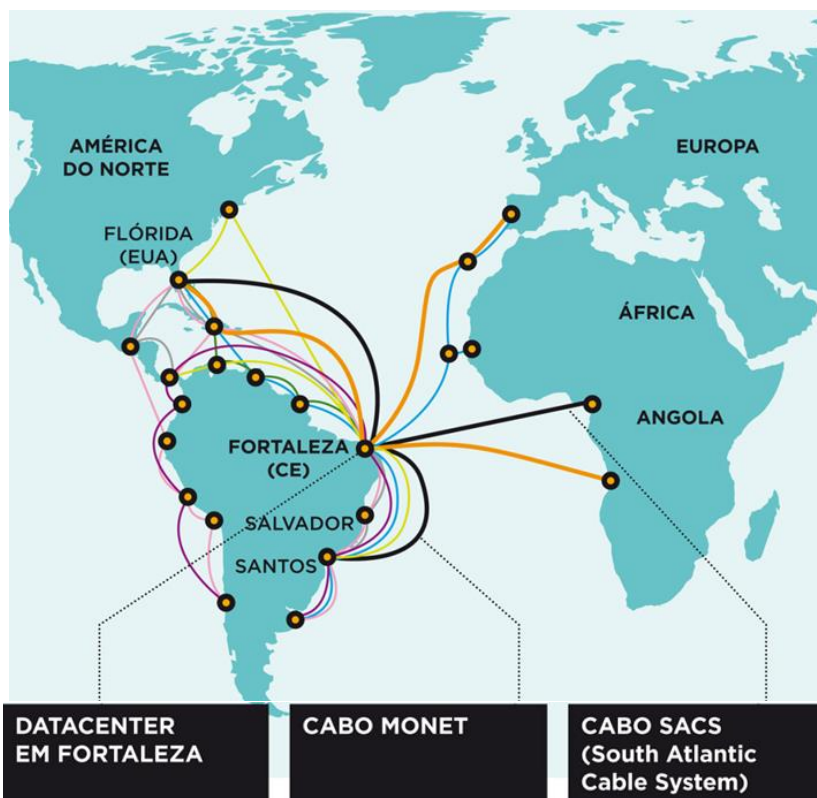 AMÉRICA
DO NORTE
EUROPA
FLÓRIDA
(EUA)
ÁFRICA
ANGOLA
FORTALEZA
(CE)
SALVADOR
SANTOS
DATACENTER
EM FORTALEZA
CABO MONET
CABO SACS
(South Atlantic
Cable System)